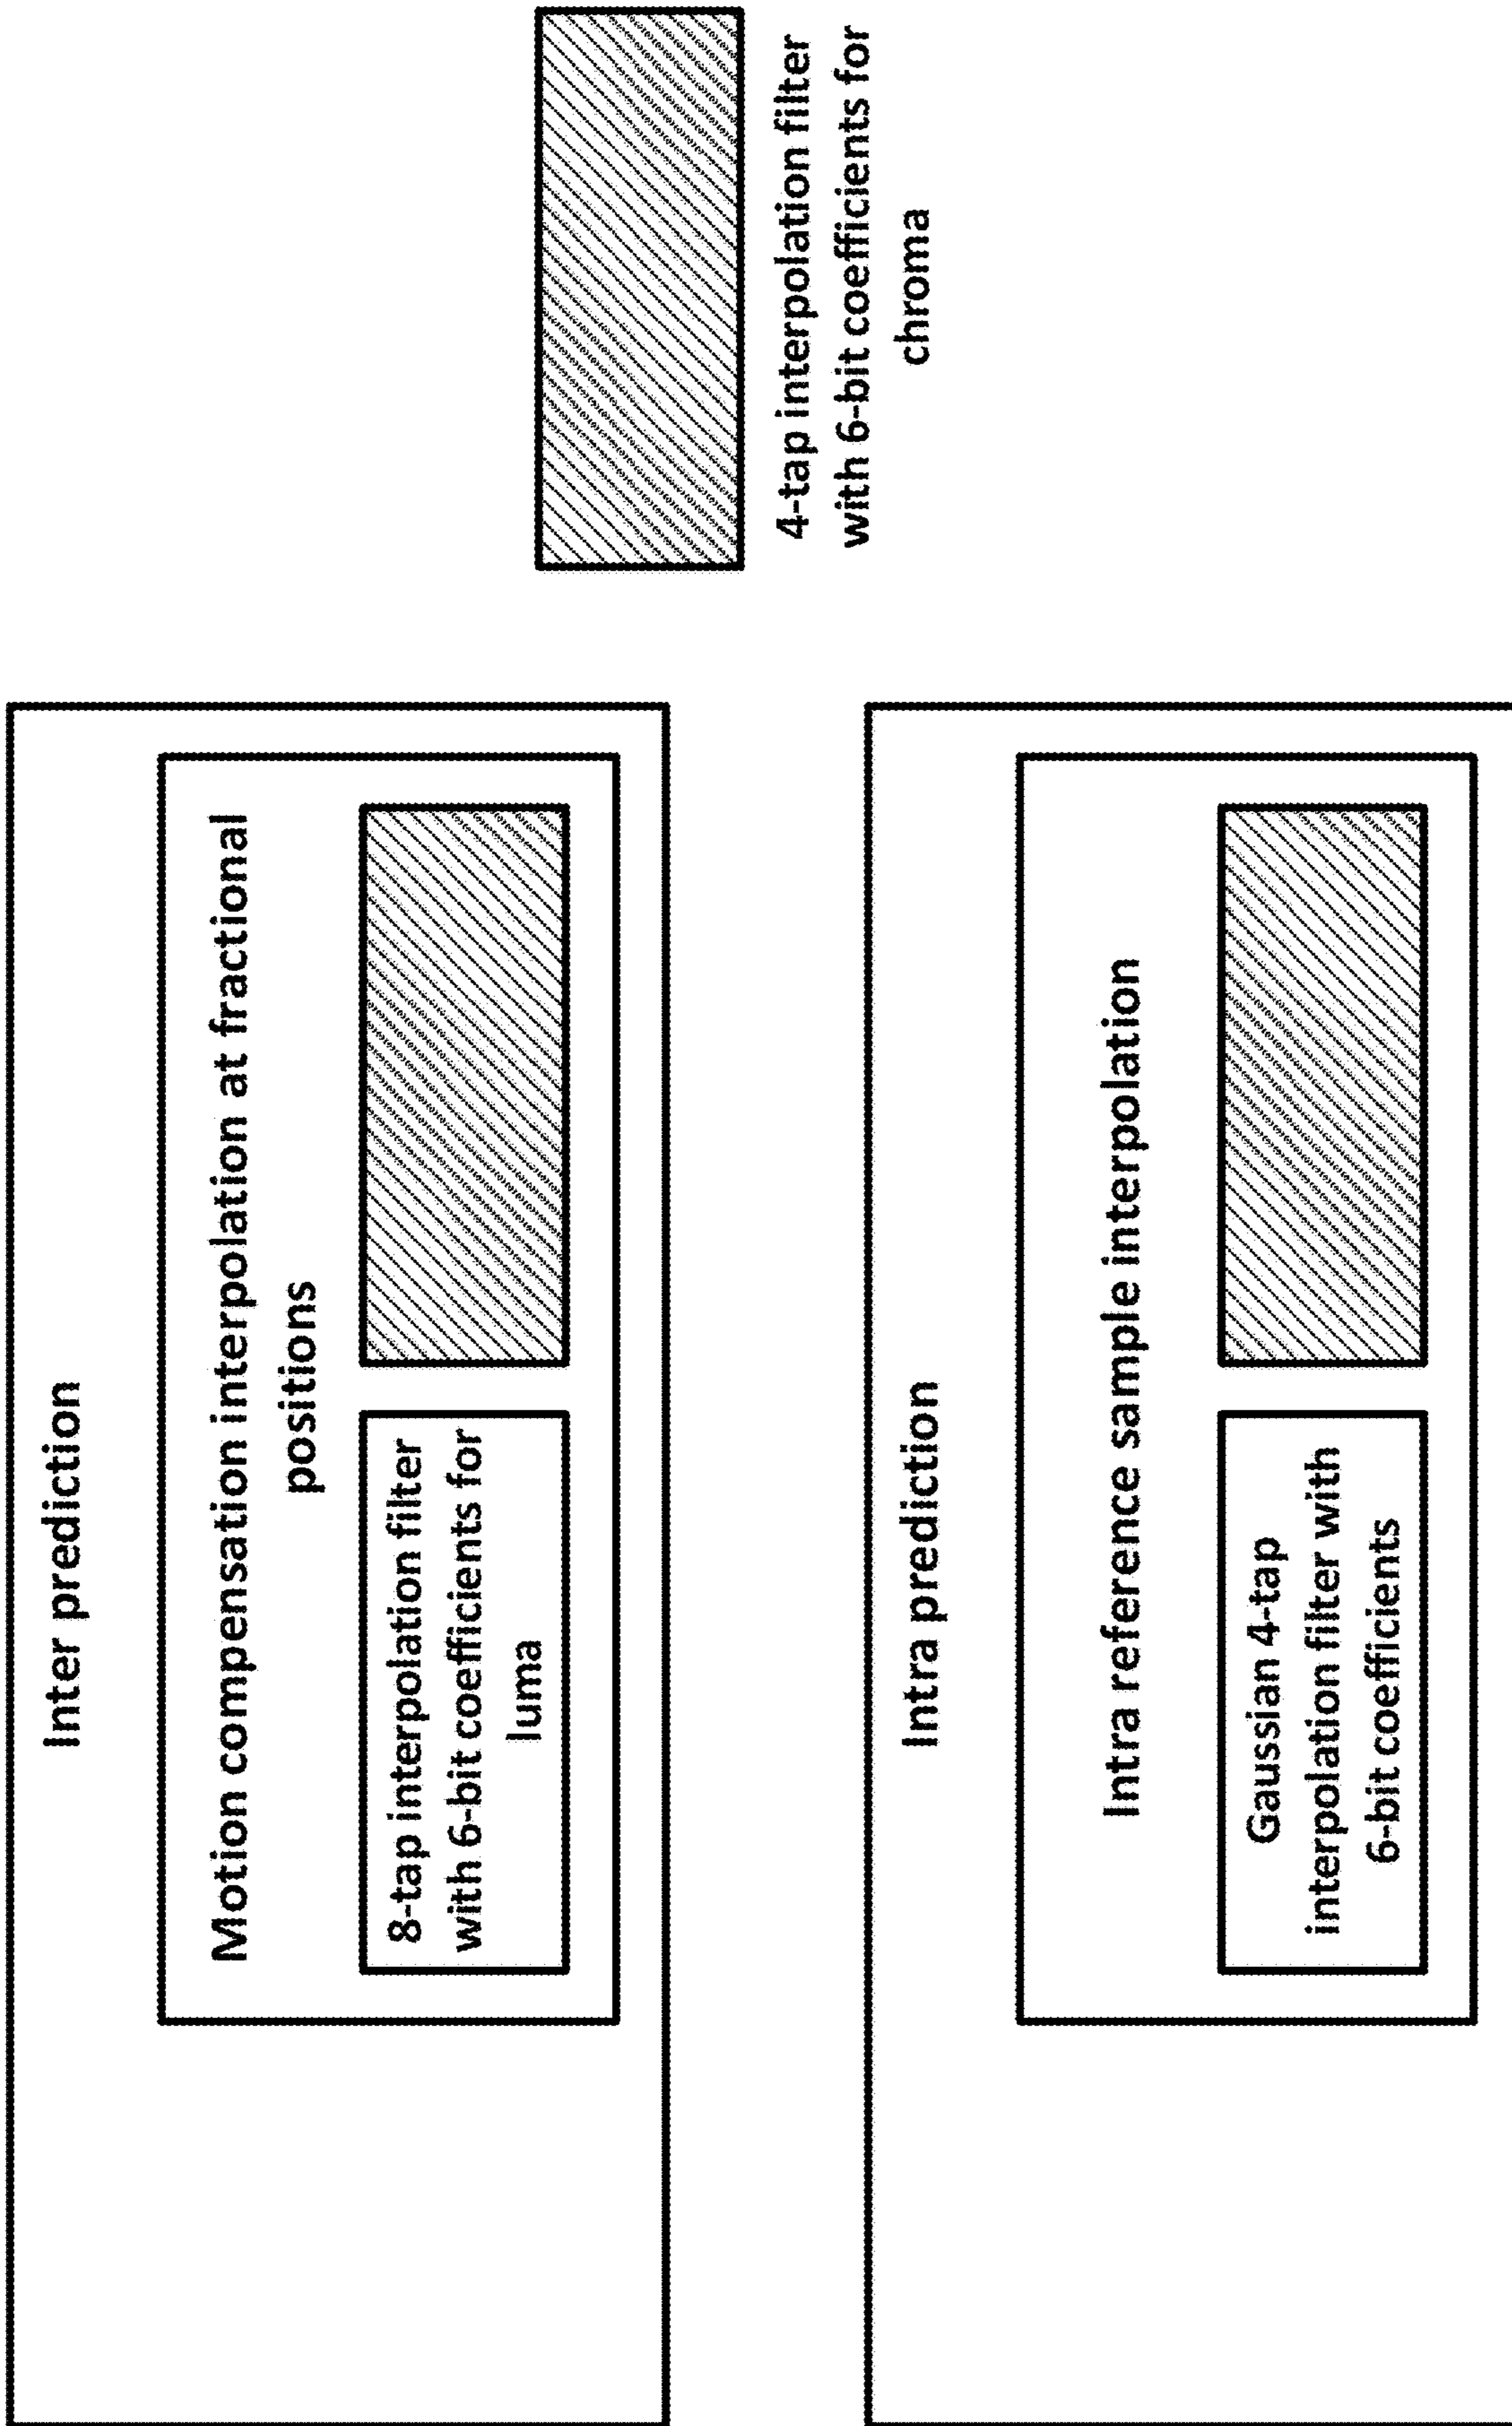 Inter prediction
Motion compensation interpolation at fractional
positions
8-tap interpolation filter
with 6-bit coefficients for
luma
Intra prediction
Intra reference sample interpolation
Gaussian 4-tap
interpolation filter with
6-bit coefficients
4-tap interpolation filter
with 6-bit coefficients for
chroma